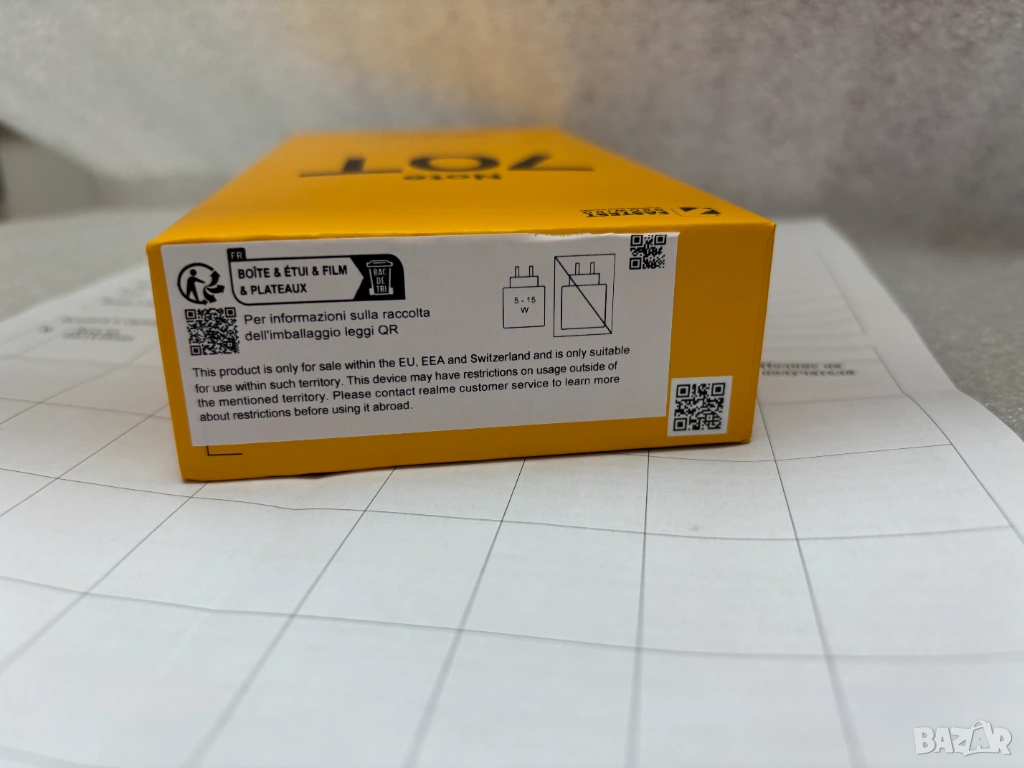 Note
70T
FASTEST
FR
BOÎTE & ÉTUI & FILM
& PLATEAUX
BAC
DE
TRI
Per informazioni sulla raccolta
dell'imballaggio leggi QR
5 - 15
W
This product is only for sale within the EU, EEA and Switzerland and is only suitable
for use within such territory. This device may have restrictions on usage outside of
the mentioned territory. Please contact realme customer service to learn more
about restrictions before using it abroad.
BAZAR